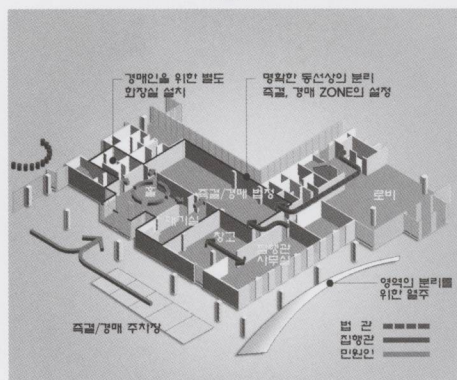 경매인을 위한 별도
화장실 설치
명확한 동선상의 분리
즉결, 경매 ZONE의 설정
홀
즉결/경매 법정
로비
대기실
창고
집행관
사무실
영역의 분리를
위한 열주
즉결/경매 주차장
법 관
집행관
민원인